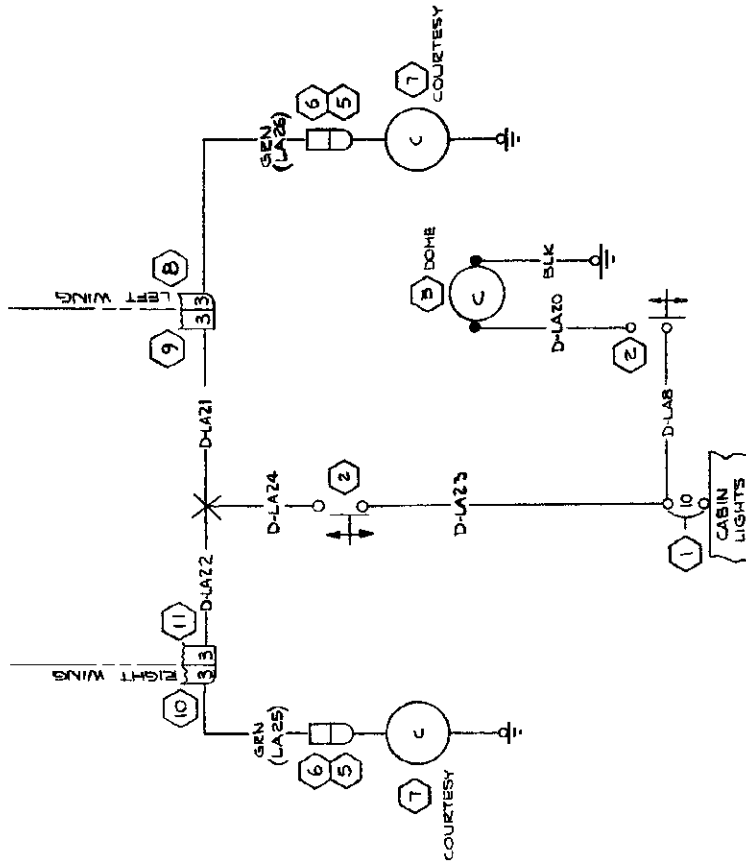 LEFT WING
8
9
3
3
D-LA21
GRN
(LA26)
6
5
7
COURTESY
C
3
DOME
C
BLK
D-LA20
2
D-LA8
D-LA24
2
D-LA23
10
1
CABIN
LIGHTS
D-LA22
RIGHT WING
11
10
3
3
GRN
(LA25)
6
5
7
COURTESY
C